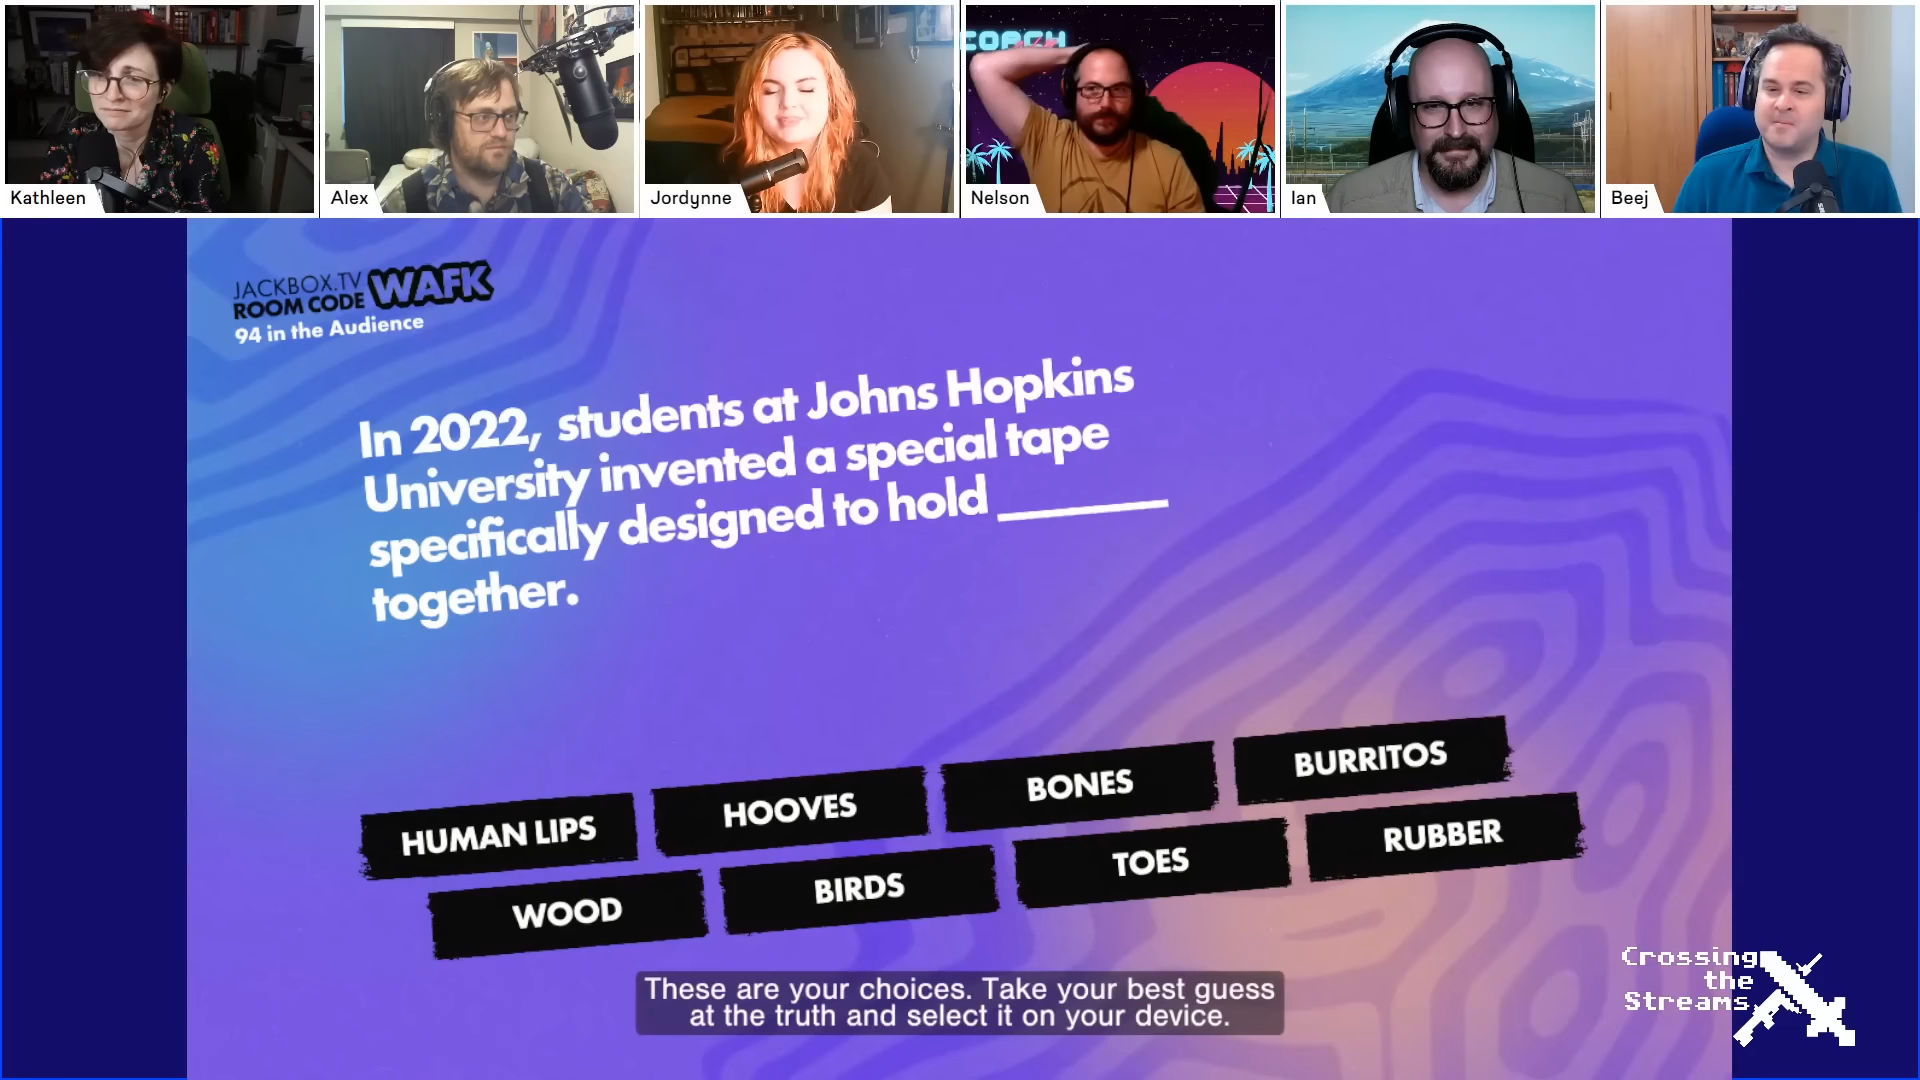 COACH
Kathleen
Alex
Jordynne
Nelson
Ian
Beej
JACKBOX.TV
ROOM CODE
WAFK
94 in the Audience
In 2022, students at Johns Hopkins
University invented a special tape
specifically designed to hold ________
together.
HUMAN LIPS
HOOVES
BONES
BURRITOS
WOOD
BIRDS
TOES
RUBBER
These are your choices. Take your best guess
at the truth and select it on your device.
Crossing
the
Streams